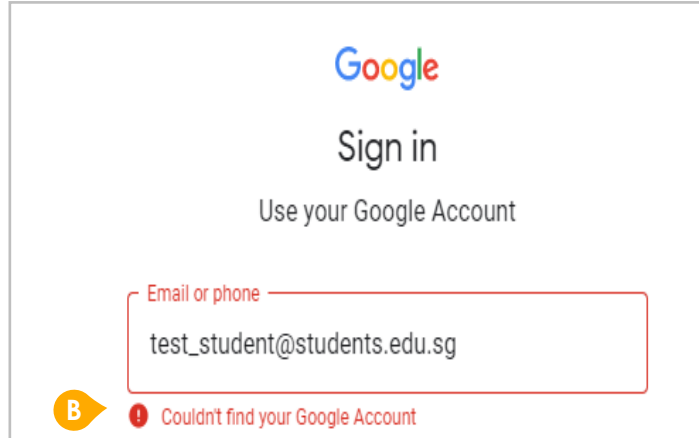 Google
Sign in
Use your Google Account
Email or phone
test_student@students.edu.sg
B
Couldn't find your Google Account